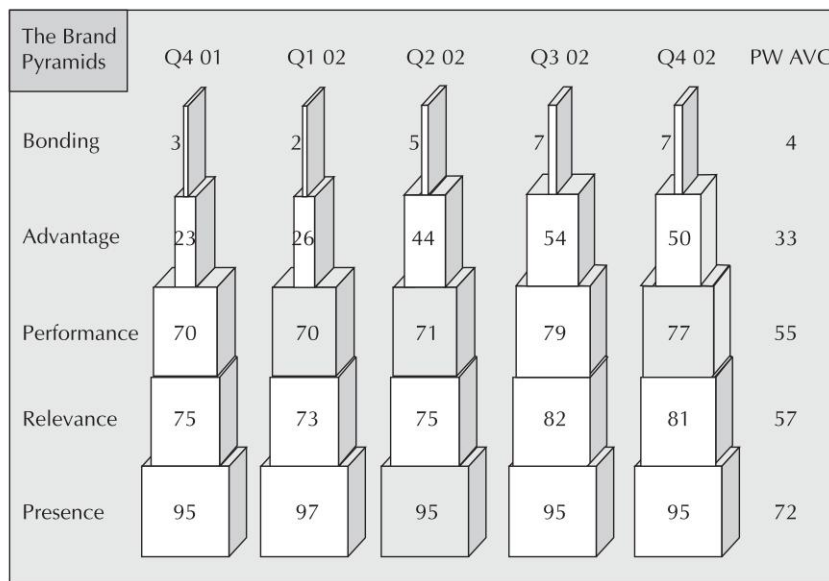 The Brand
Pyramids
Q4 01 Q1 02 Q2 02 Q3 02 Q4 02 PW AVG
Bonding 3 2 5 7 7 4
Advantage 23 26 44 54 50 33
Performance 70 70 71 79 77 55
Relevance 75 73 75 82 81 57
Presence 95 97 95 95 95 72